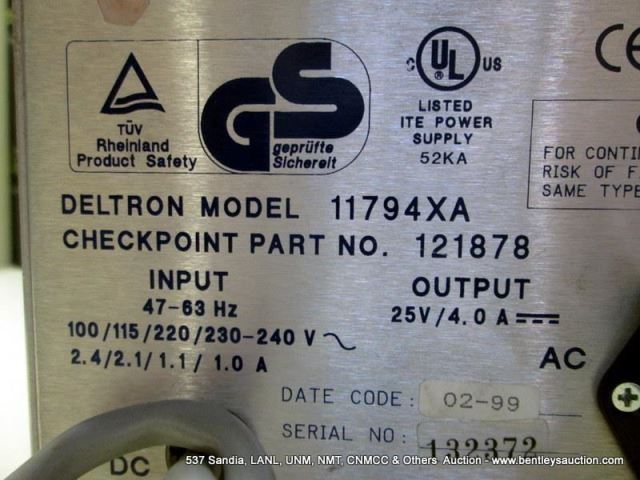 TÜV
Rheinland
Product Safety
GS
geprüfte
Sicherheit
C UL US
LISTED
ITE POWER
SUPPLY
52KA
CE
FOR CONTI
RISK OF F
SAME TYPE
DELTRON MODEL 11794XA
CHECKPOINT PART NO. 121878
INPUT
47-63 Hz
100/115/220/230-240 V ~
2.4/2.1/1.1/1.0 A
OUTPUT
25V/4.0 A
AC
DATE CODE: 02-99
SERIAL NO: 132372
DC
537 Sandia, LANL, UNM, NMT, CNMCC & Others Auction - www.bentleysauction.com